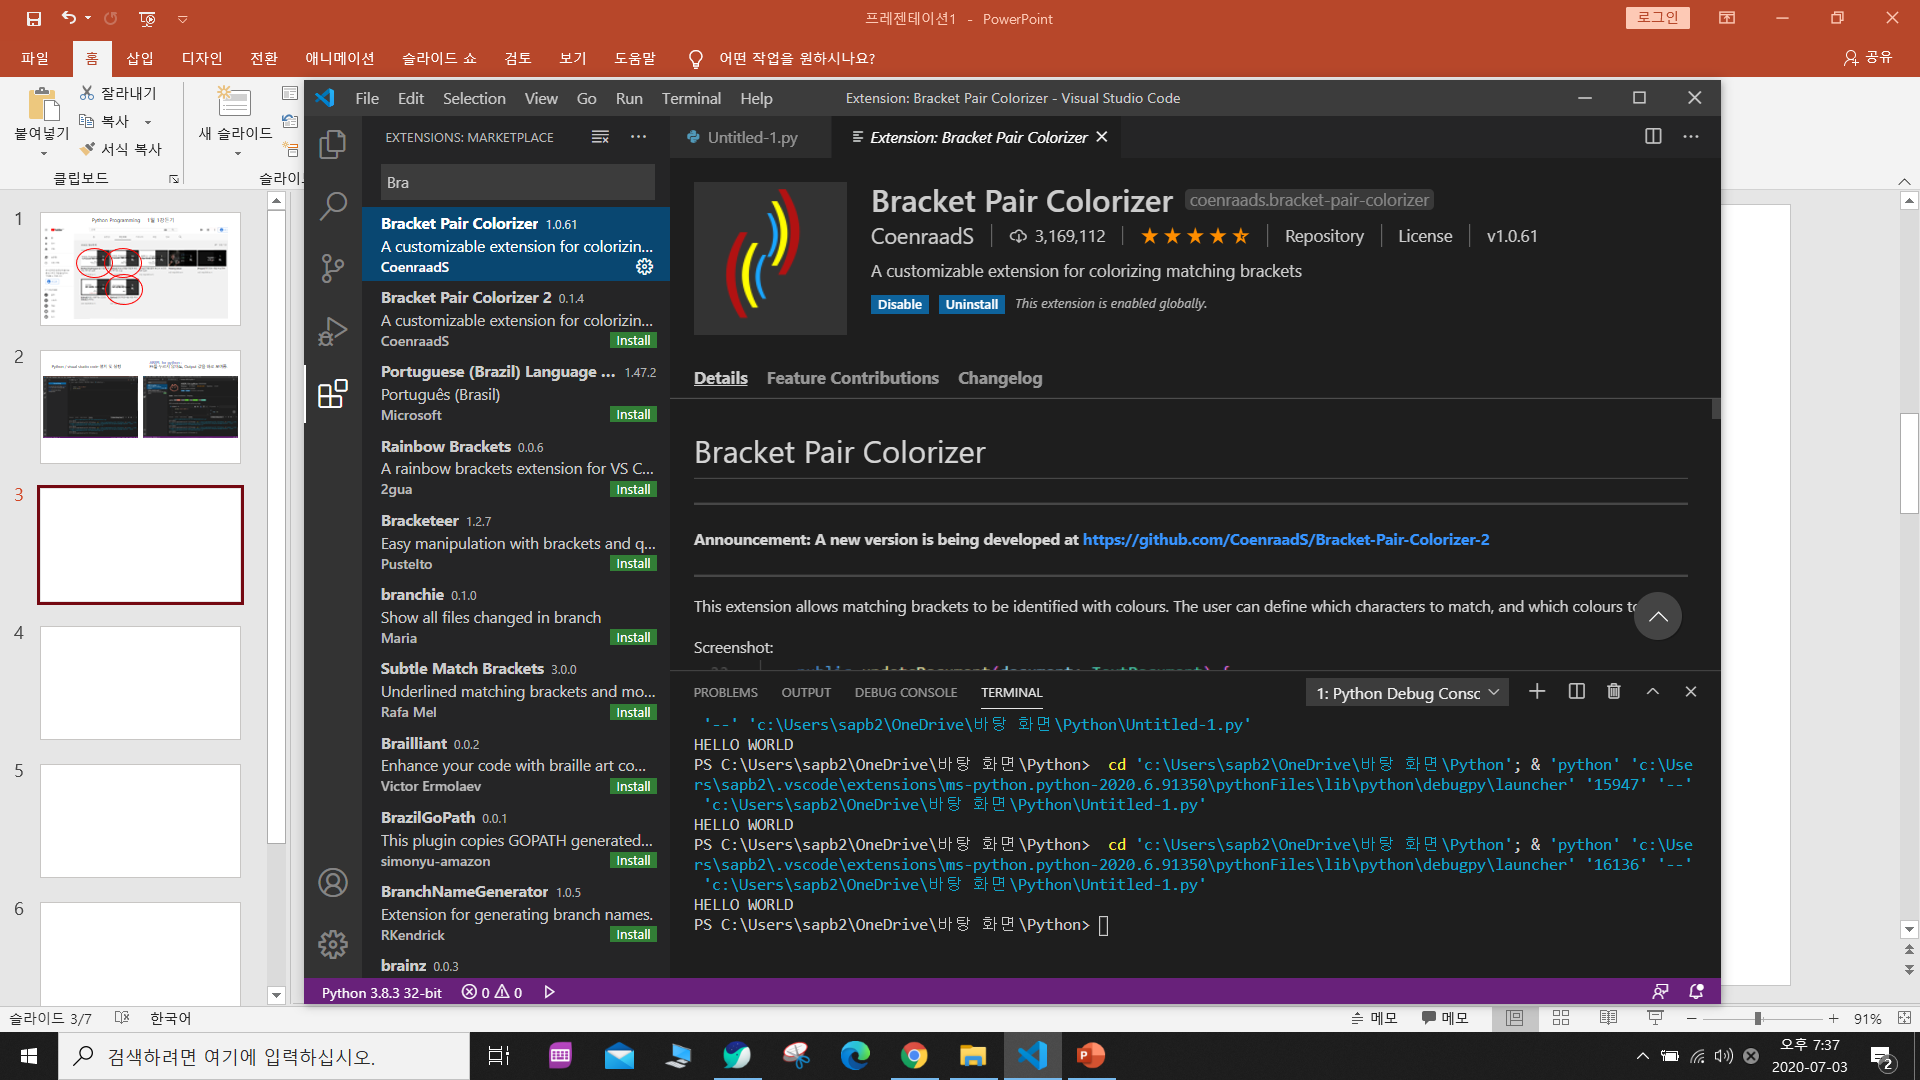 프레젠테이션1 - PowerPoint
로그인
파일 홈 삽입 디자인 전환 애니메이션 슬라이드 쇼 검토 보기 도움말 어떤 작업을 원하시나요? 공유
붙여넣기
잘라내기
복사
서식 복사
클립보드
새 슬라이드
슬라이드
1
Python Programming
2
3
4
5
6
File Edit Selection View Go Run Terminal Help
Extension: Bracket Pair Colorizer - Visual Studio Code
EXTENSIONS: MARKETPLACE
Bra
Bracket Pair Colorizer 1.0.61
A customizable extension for colorizin...
CoenraadS
Bracket Pair Colorizer 2 0.1.4
A customizable extension for colorizin...
CoenraadS Install
Portuguese (Brazil) Language ... 1.47.2
Português (Brasil)
Microsoft Install
Rainbow Brackets 0.0.6
A rainbow brackets extension for VS C...
2gua Install
Bracketeer 1.2.7
Easy manipulation with brackets and q...
Pustelto Install
branchie 0.1.0
Show all files changed in branch
Maria Install
Subtle Match Brackets 3.0.0
Underlined matching brackets and mo...
Rafa Mel Install
Brailliant 0.0.2
Enhance your code with braille art co...
Victor Ermolaev Install
BrazilGoPath 0.0.1
This plugin copies GOPATH generated...
simonyu-amazon Install
BranchNameGenerator 1.0.5
Extension for generating branch names.
RKendrick Install
brainz 0.0.3
Untitled-1.py
Extension: Bracket Pair Colorizer
Bracket Pair Colorizer coenraads.bracket-pair-colorizer
CoenraadS 3,169,112 Repository License v1.0.61
A customizable extension for colorizing matching brackets
Disable Uninstall This extension is enabled globally.
Details Feature Contributions Changelog
Bracket Pair Colorizer
Announcement: A new version is being developed at https://github.com/CoenraadS/Bracket-Pair-Colorizer-2
This extension allows matching brackets to be identified with colours. The user can define which characters to match, and which colours to
Screenshot:
PROBLEMS OUTPUT DEBUG CONSOLE TERMINAL
1: Python Debug Consc
'--' 'c:\Users\sapb2\OneDrive\바탕 화면\Python\Untitled-1.py'
HELLO WORLD
PS C:\Users\sapb2\OneDrive\바탕 화면\Python> cd 'c:\Users\sapb2\OneDrive\바탕 화면\Python'; & 'python' 'c:\Use
rs\sapb2\.vscode\extensions\ms-python.python-2020.6.91350\pythonFiles\lib\python\debugpy\launcher' '15947' '--'
'c:\Users\sapb2\OneDrive\바탕 화면\Python\Untitled-1.py'
HELLO WORLD
PS C:\Users\sapb2\OneDrive\바탕 화면\Python> cd 'c:\Users\sapb2\OneDrive\바탕 화면\Python'; & 'python' 'c:\Use
rs\sapb2\.vscode\extensions\ms-python.python-2020.6.91350\pythonFiles\lib\python\debugpy\launcher' '16136' '--'
'c:\Users\sapb2\OneDrive\바탕 화면\Python\Untitled-1.py'
HELLO WORLD
PS C:\Users\sapb2\OneDrive\바탕 화면\Python>
Python 3.8.3 32-bit 0 0
슬라이드 3/7 한국어 메모 메모 91%
검색하려면 여기에 입력하십시오.
오후 7:37
2020-07-03
2